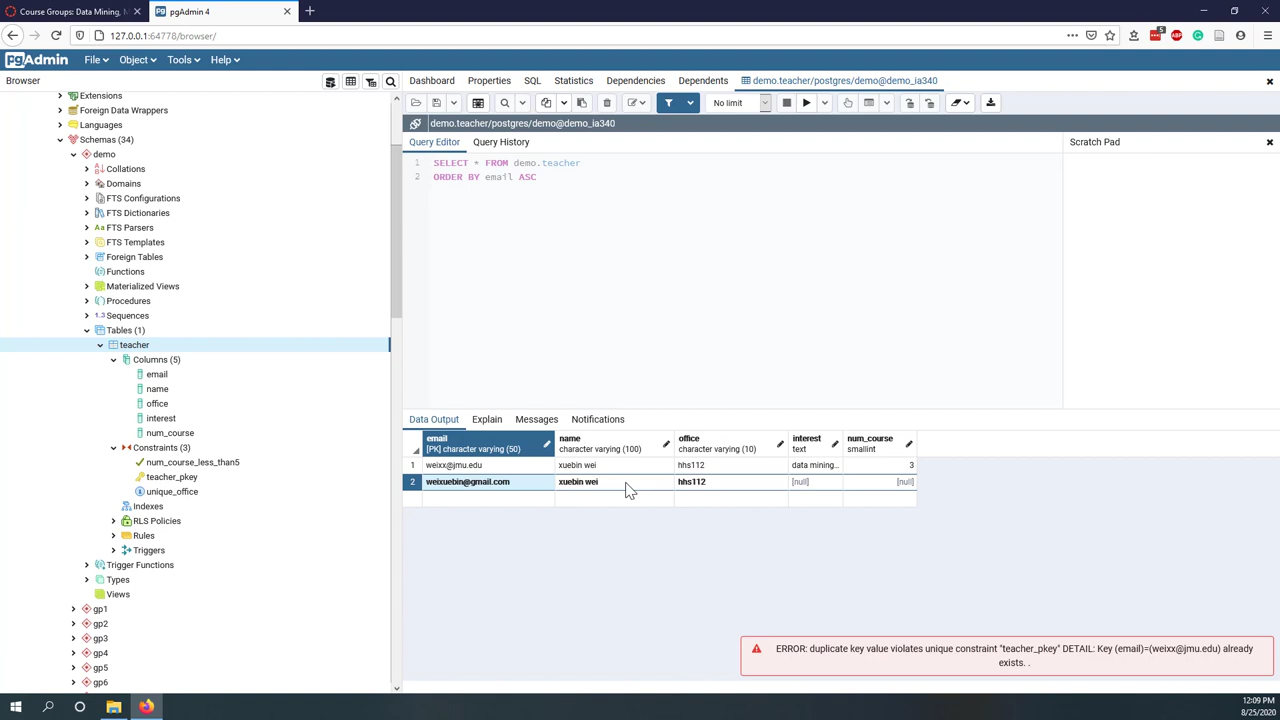 Course Groups: Data Mining, M
pgAdmin 4
127.0.0.1:64778/browser/
5
ABP
pgAdmin File Object Tools Help
Browser
Dashboard Properties SQL Statistics Dependencies Dependents demo.teacher/postgres/demo@demo_ia340
No limit
demo.teacher/postgres/demo@demo_ia340
Query Editor Query History Scratch Pad
1 SELECT * FROM demo.teacher
2 ORDER BY email ASC
Extensions
Foreign Data Wrappers
Languages
Schemas (34)
demo
Collations
Domains
FTS Configurations
FTS Dictionaries
FTS Parsers
FTS Templates
Foreign Tables
Functions
Materialized Views
Procedures
1.3 Sequences
Tables (1)
teacher
Columns (5)
email
name
office
interest
num_course
Constraints (3)
num_course_less_than5
teacher_pkey
unique_office
Indexes
RLS Policies
Rules
Triggers
Trigger Functions
Types
Views
gp1
gp2
gp3
gp4
gp5
gp6
Data Output Explain Messages Notifications
email name office interest num_course
[PK] character varying (50) character varying (100) character varying (10) text smallint
1 weixx@jmu.edu xuebin wei hhs112 data mining... 3
2 weixuebin@gmail.com xuebin wei hhs112 [null] [null]
ERROR: duplicate key value violates unique constraint "teacher_pkey" DETAIL: Key (email)=(weixx@jmu.edu) already
exists. .
12:09 PM
8/25/2020